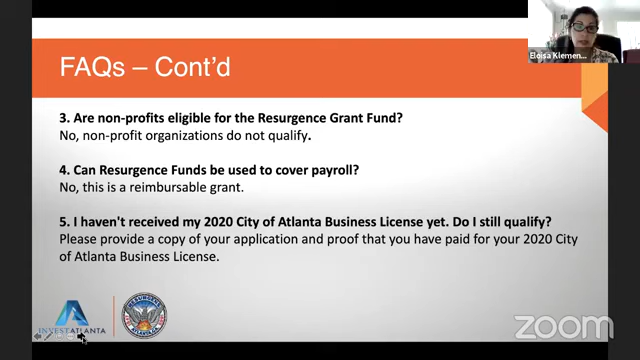 Eloisa Klemen...
FAQs – Cont'd
3. Are non-profits eligible for the Resurgence Grant Fund?
No, non-profit organizations do not qualify.
4. Can Resurgence Funds be used to cover payroll?
No, this is a reimbursable grant.
5. I haven't received my 2020 City of Atlanta Business License yet. Do I still qualify?
Please provide a copy of your application and proof that you have paid for your 2020 City
of Atlanta Business License.
INVESTATLANTA
zoom